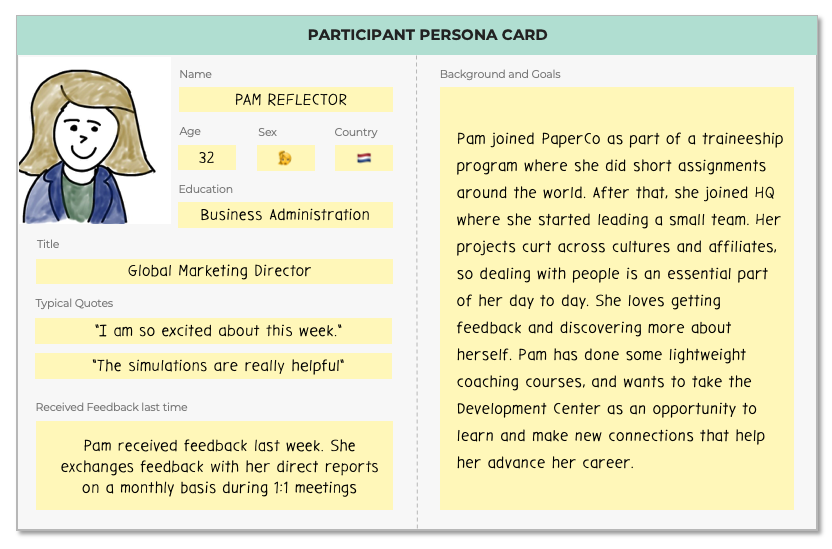 PARTICIPANT PERSONA CARD
Name
PAM REFLECTOR
Age
Sex
Country
32
Education
Business Administration
Title
Global Marketing Director
Typical Quotes
"I am so excited about this week."
"The simulations are really helpful"
Received Feedback last time
Pam received feedback last week. She
exchanges feedback with her direct reports
on a monthly basis during 1:1 meetings
Background and Goals
Pam joined PaperCo as part of a traineeship
program where she did short assignments
around the world. After that, she joined HQ
where she started leading a small team. Her
projects curt across cultures and affiliates,
so dealing with people is an essential part
of her day to day. She loves getting
feedback and discovering more about
herself. Pam has done some lightweight
coaching courses, and wants to take the
Development Center as an opportunity to
learn and make new connections that help
her advance her career.